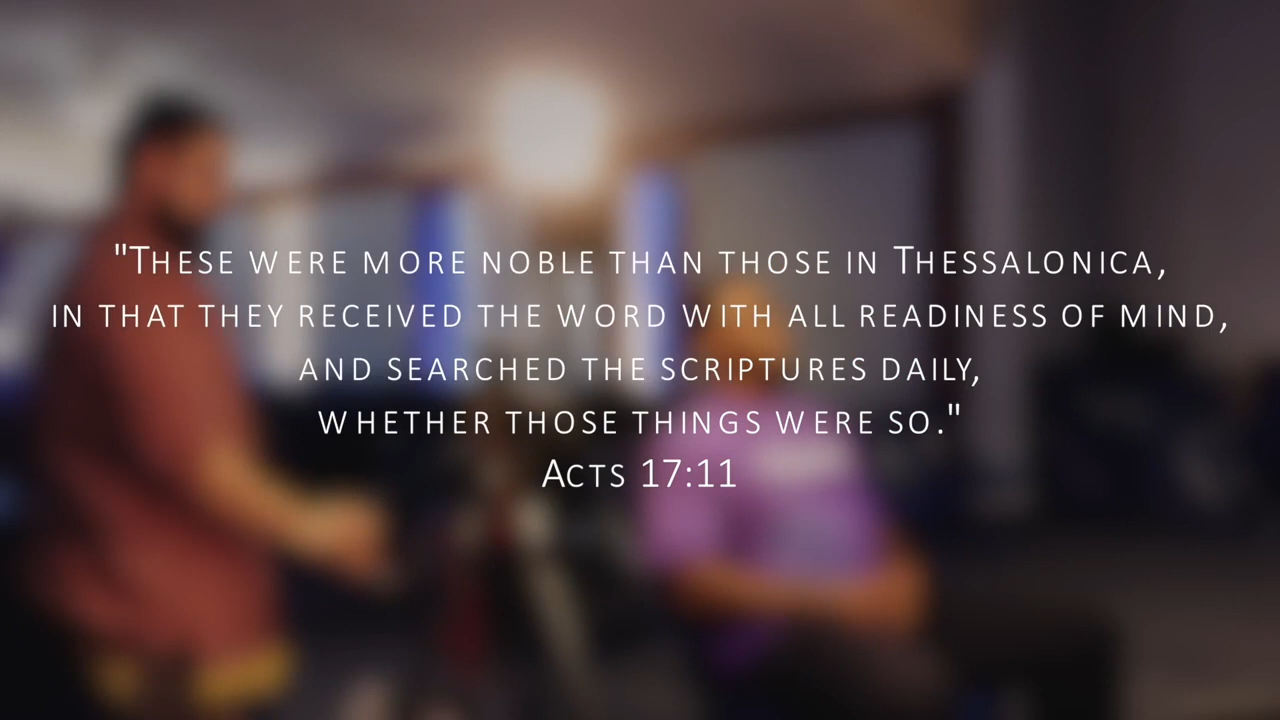 "These were more noble than those in Thessalonica,
in that they received the word with all readiness of mind,
and searched the scriptures daily,
whether those things were so."
Acts 17:11